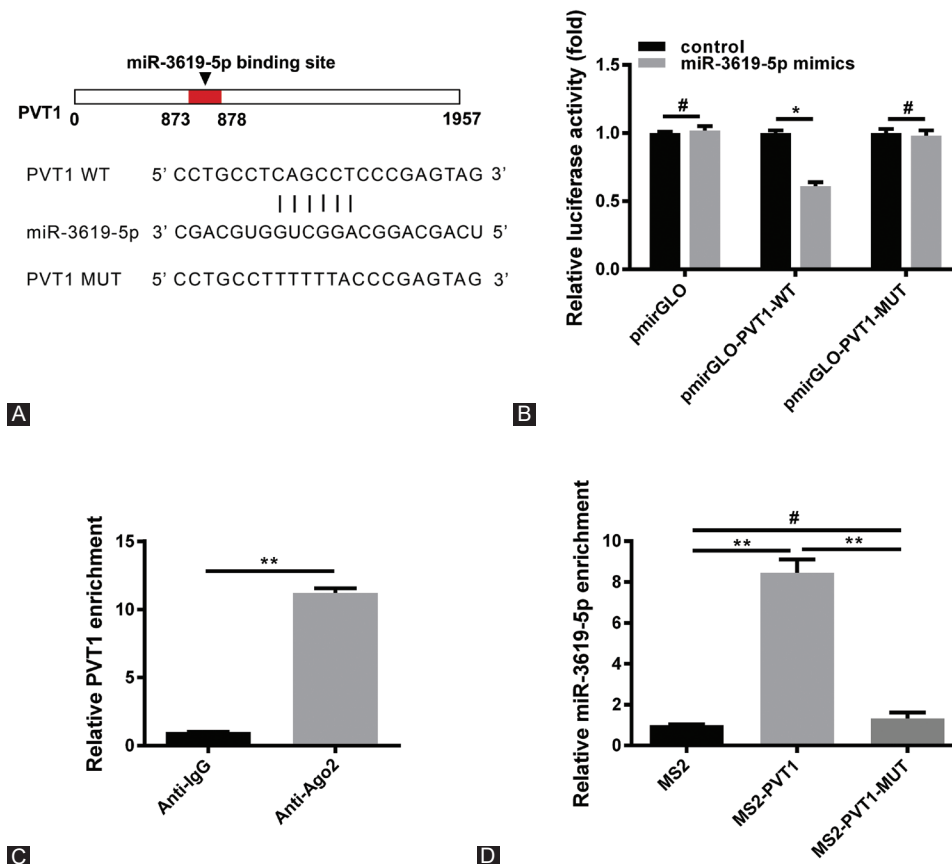 miR-3619-5p binding site
PVT1
0
873
878
1957
PVT1 WT 5’ CCTGCCTCAGCCTCCCGAGTAG 3’
miR-3619-5p 3’ CGACGUGGUCGGACGGACGACU 5’
PVT1 MUT 5’ CCTGCCTTTTTTACCCGAGTAG 3’
A
control
miR-3619-5p mimics
Relative luciferase activity (fold)
1.5
1.0
0.5
0.0
#
*
#
pmirGLO
pmirGLO-PVT1-WT
pmirGLO-PVT1-MUT
B
Relative PVT1 enrichment
15
10
5
0
**
Anti-IgG
Anti-Ago2
C
Relative miR-3619-5p enrichment
10
8
6
4
2
0
#
**
**
MS2
MS2-PVT1
MS2-PVT1-MUT
D